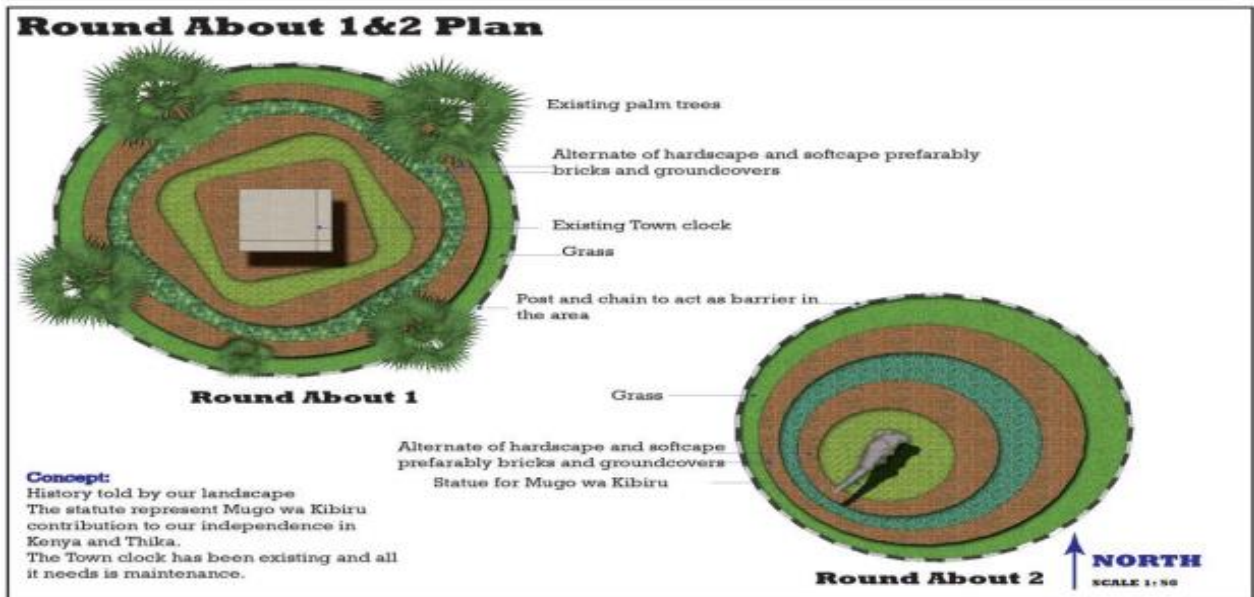 Round About 1&2 Plan
Existing palm trees
Alternate of hardscape and softcape prefarably
bricks and groundcovers
Existing Town clock
Grass
Post and chain to act as barrier in
the area
Round About 1
Grass
Alternate of hardscape and softcape
prefarably bricks and groundcovers
Statue for Mugo wa Kibiru
Concept:
History told by our landscape
The statute represent Mugo wa Kibiru
contribution to our independence in
Kenya and Thika.
The Town clock has been existing and all
it needs is maintenance.
Round About 2
NORTH
SCALE 1:50